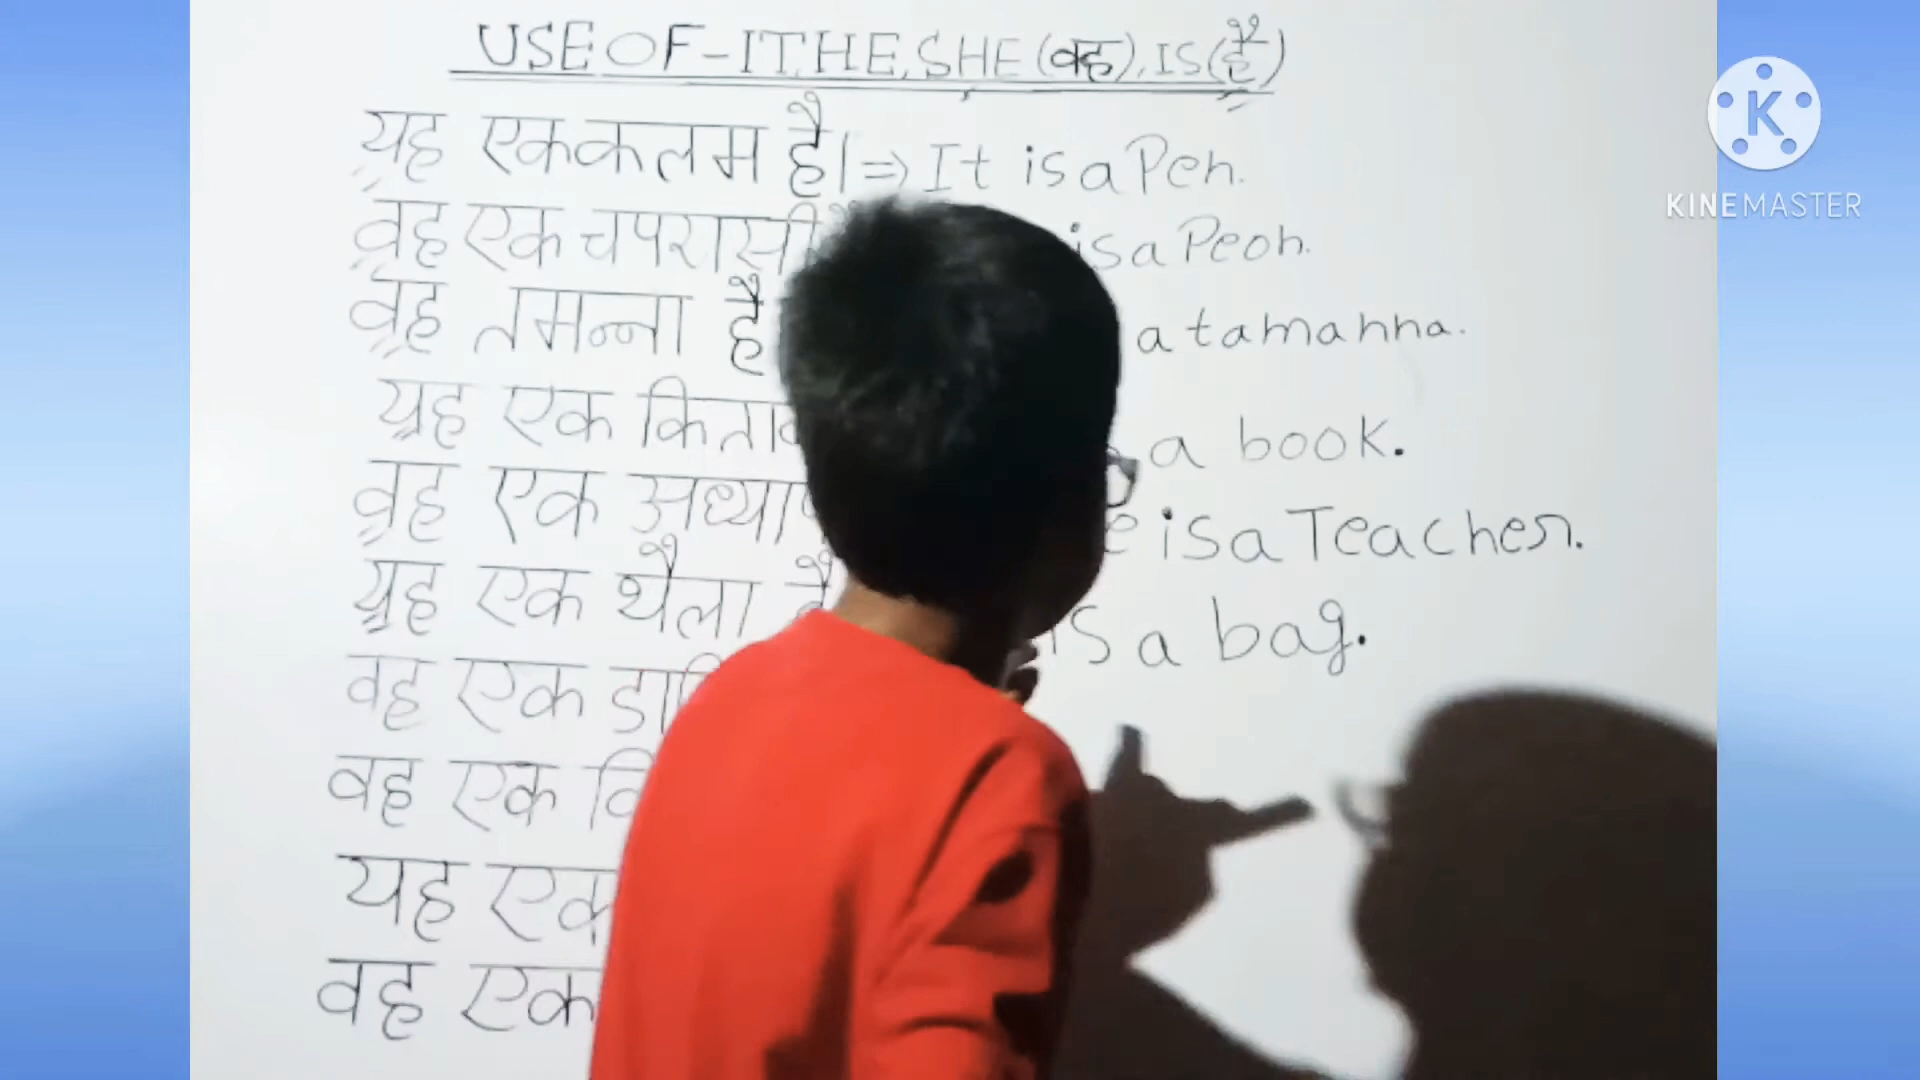 USE OF-IT,HE,SHE(वह),IS(है)
यह एक कलम है।⇒ It is a Pen.
वह एक चपरासी is a Peon.
वह तमन्ना है a tamanna.
यह एक a book.
वह एक is a Teacher.
यह एक थैला है is a bag.
वह एक
वह एक
यह एक
वह एक
KINEMASTER